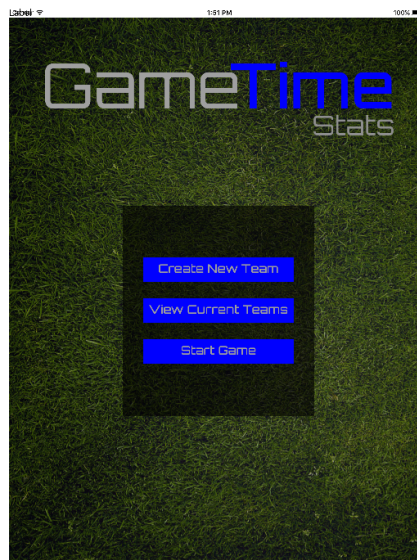 Label 1:51 PM 100%
GameTime
Stats
Create New Team
View Current Teams
Start Game